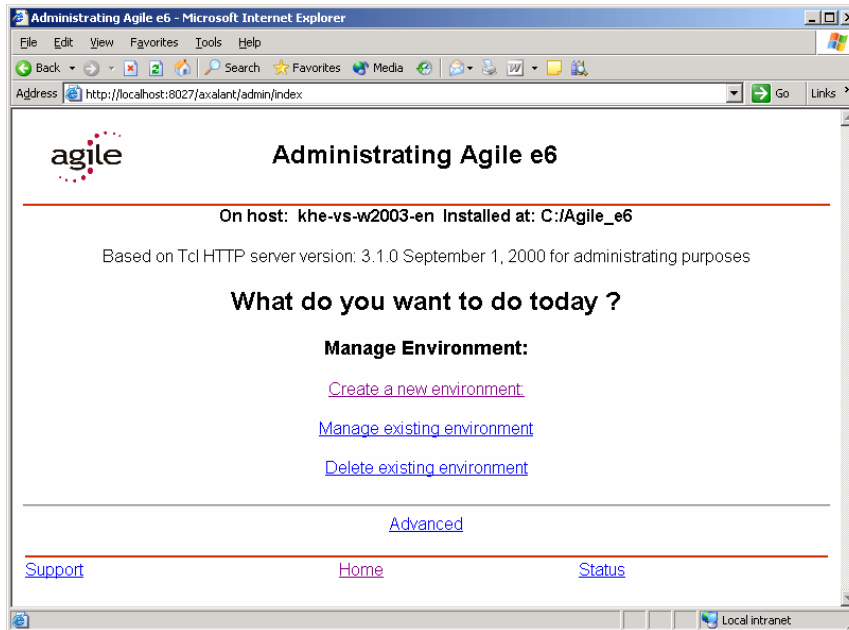 Administrating Agile e6 - Microsoft Internet Explorer
File Edit View Favorites Tools Help
Back Search Favorites Media
Address http://localhost:8027/axalant/admin/index Go Links
agile
Administrating Agile e6
On host: khe-vs-w2003-en Installed at: C:/Agile_e6
Based on Tcl HTTP server version: 3.1.0 September 1, 2000 for administrating purposes
What do you want to do today ?
Manage Environment:
Create a new environment:
Manage existing environment
Delete existing environment
Advanced
Support Home Status
Local intranet